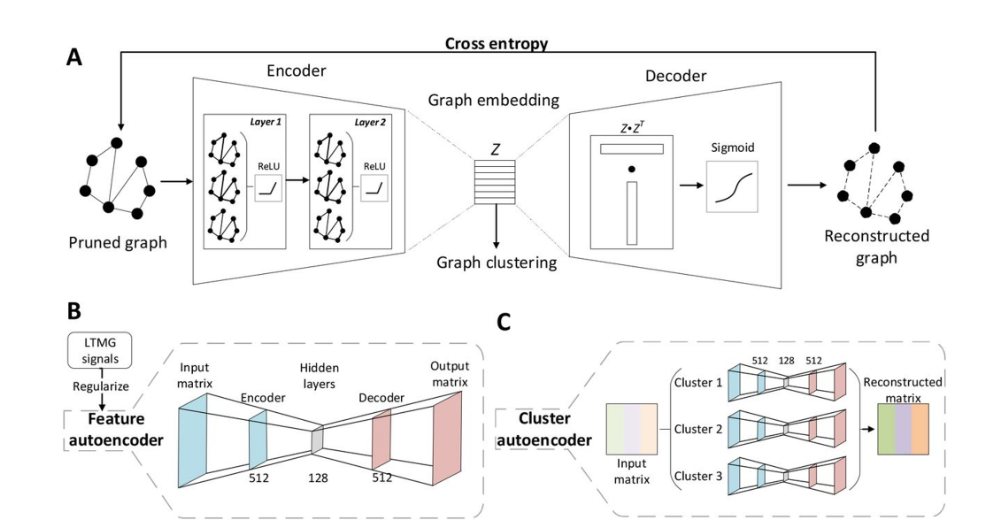 A
Cross entropy
Encoder
Decoder
Graph embedding
Layer 1
Layer 2
ReLU
ReLU
Z
Z•Zᵀ
Sigmoid
Pruned graph
Graph clustering
Reconstructed
graph
B
LTMG
signals
Regularize
Feature
autoencoder
Input
matrix
Encoder
Hidden
layers
Decoder
Output
matrix
512
128
512
C
Cluster
autoencoder
Input
matrix
Cluster 1
Cluster 2
Cluster 3
512
128
512
Reconstructed
matrix